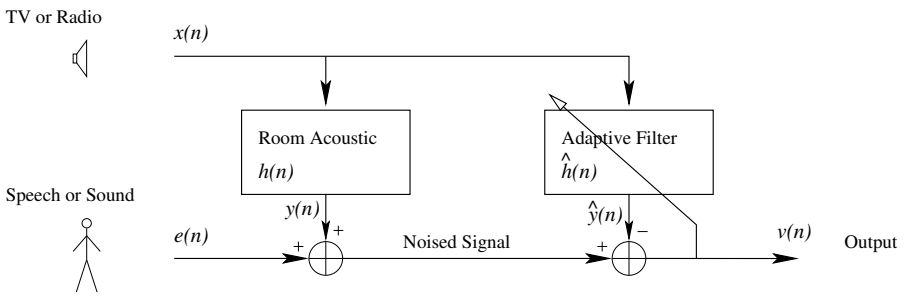 TV or Radio
x(n)
Room Acoustic
h(n)
Adaptive Filter
ĥ(n)
Speech or Sound
y(n)
ŷ(n)
e(n)
+
+
Noised Signal
+
−
v(n)
Output